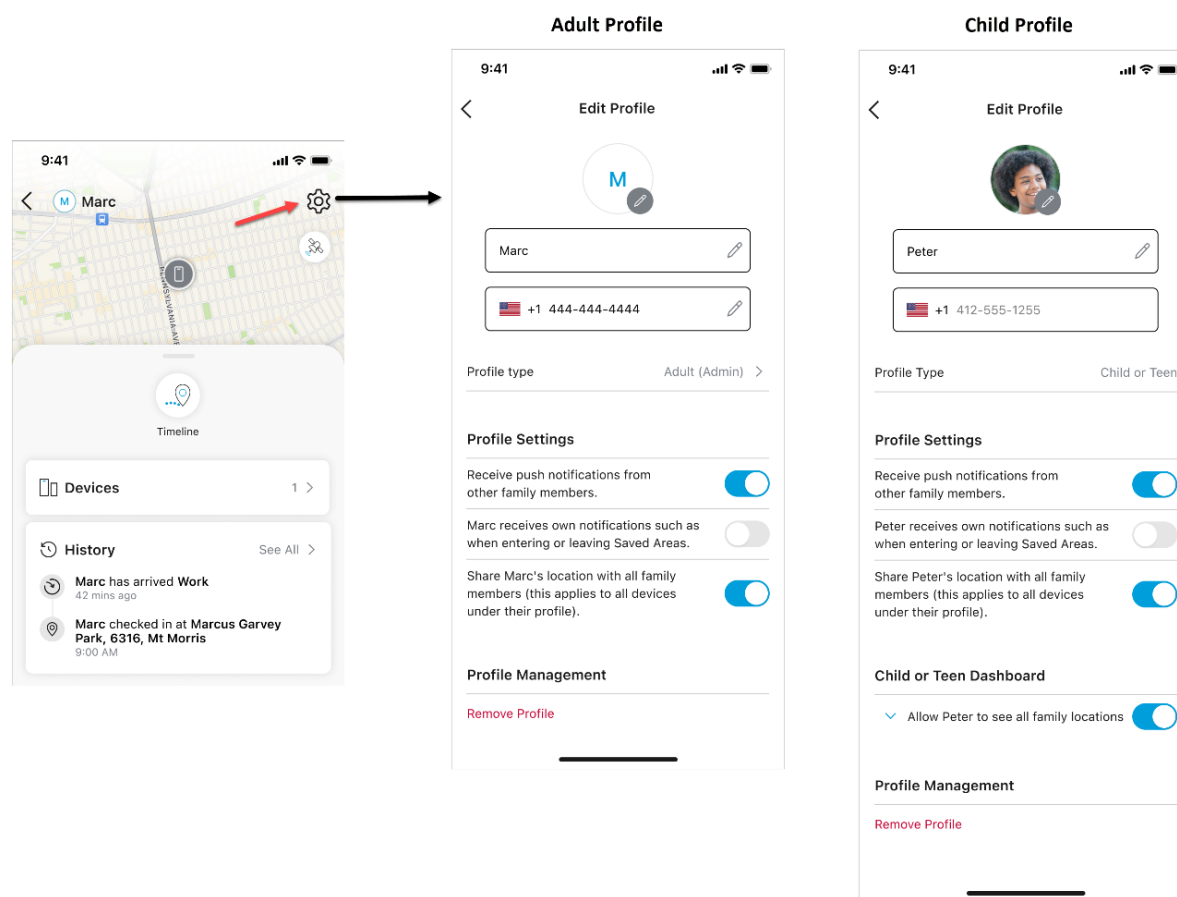 Adult Profile
Child Profile
9:41
M Marc
PENNSYLVANIA AVE
Timeline
Devices 1
History See All
Marc has arrived Work
42 mins ago
Marc checked in at Marcus Garvey
Park, 6316, Mt Morris
9:00 AM
9:41
Edit Profile
M
Marc
+1 444-444-4444
Profile type Adult (Admin)
Profile Settings
Receive push notifications from
other family members.
Marc receives own notifications such as
when entering or leaving Saved Areas.
Share Marc's location with all family
members (this applies to all devices
under their profile).
Profile Management
Remove Profile
9:41
Edit Profile
Peter
+1 412-555-1255
Profile Type Child or Teen
Profile Settings
Receive push notifications from
other family members.
Peter receives own notifications such as
when entering or leaving Saved Areas.
Share Peter's location with all family
members (this applies to all devices
under their profile).
Child or Teen Dashboard
Allow Peter to see all family locations
Profile Management
Remove Profile